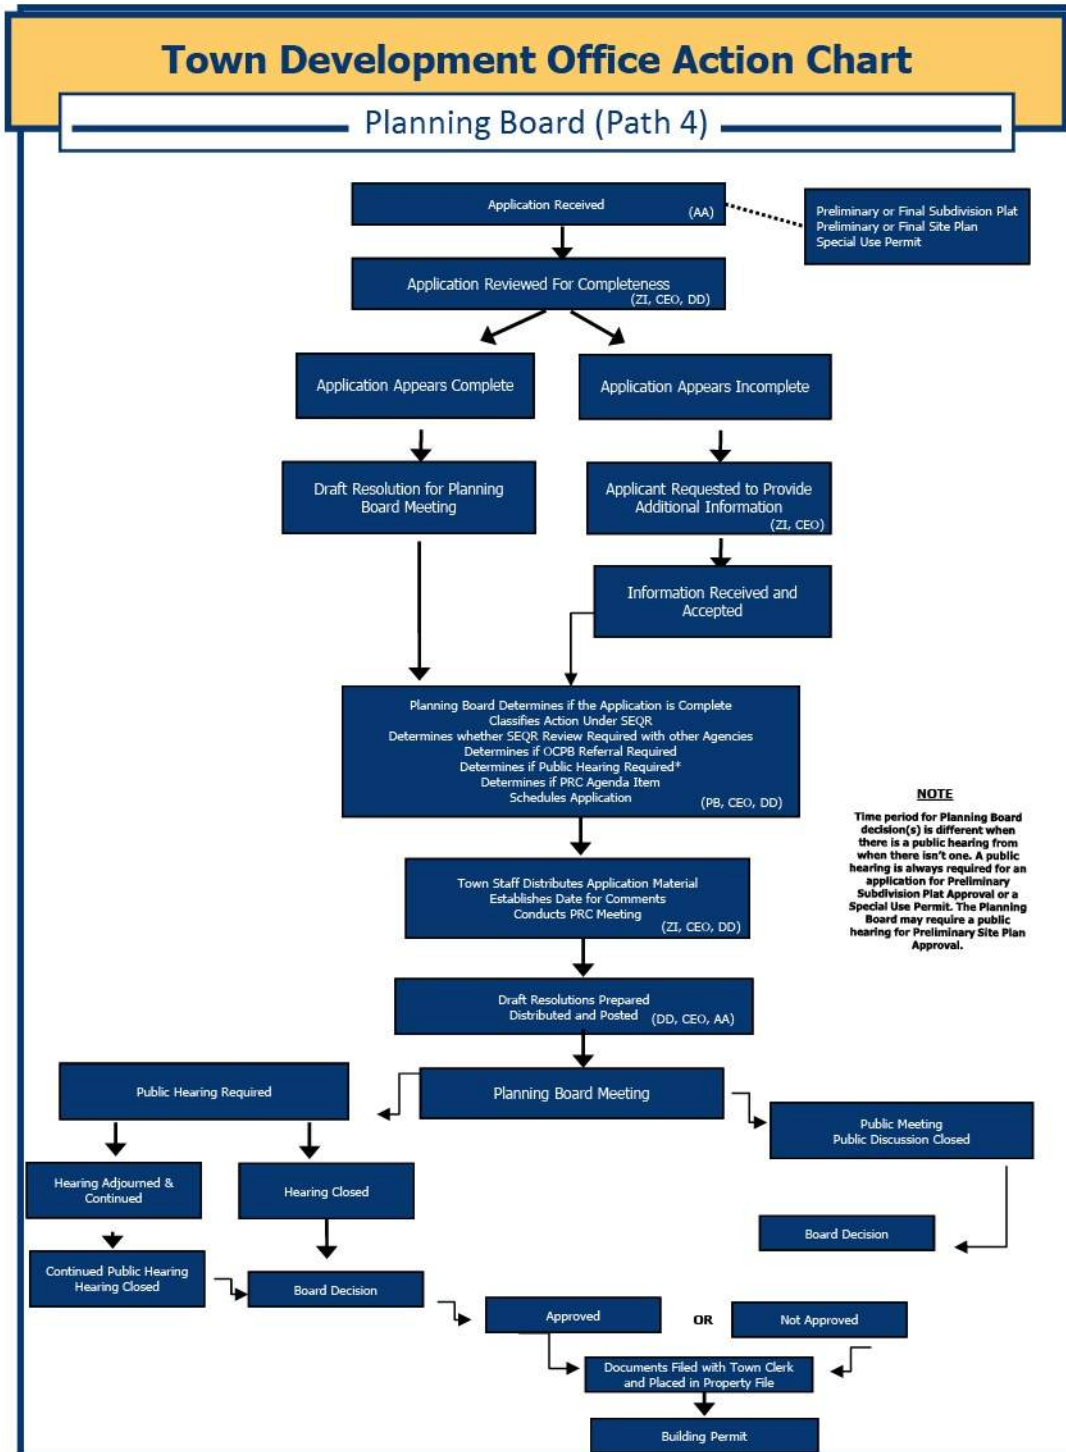 Town Development Office Action Chart
Planning Board (Path 4)
Application Received
(AA)
Preliminary or Final Subdivision Plat
Preliminary or Final Site Plan
Special Use Permit
Application Reviewed For Completeness
(ZI, CEO, DD)
Application Appears Complete
Application Appears Incomplete
Draft Resolution for Planning
Board Meeting
Applicant Requested to Provide
Additional Information
(ZI, CEO)
Information Received and
Accepted
Planning Board Determines if the Application is Complete
Classifies Action Under SEQR
Determines whether SEQR Review Required with other Agencies
Determines if OCPB Referral Required
Determines if Public Hearing Required*
Determines if PRC Agenda Item
Schedules Application
(PB, CEO, DD)
NOTE
Time period for Planning Board
decision(s) is different when
there is a public hearing from
when there isn't one. A public
hearing is always required for an
application for Preliminary
Subdivision Plat Approval or a
Special Use Permit. The Planning
Board may require a public
hearing for Preliminary Site Plan
Approval.
Town Staff Distributes Application Material
Establishes Date for Comments
Conducts PRC Meeting
(ZI, CEO, DD)
Draft Resolutions Prepared
Distributed and Posted
(DD, CEO, AA)
Planning Board Meeting
Public Hearing Required
Public Meeting
Public Discussion Closed
Hearing Adjourned &
Continued
Hearing Closed
Board Decision
Continued Public Hearing
Hearing Closed
Board Decision
Approved
OR
Not Approved
Documents Filed with Town Clerk
and Placed in Property File
Building Permit